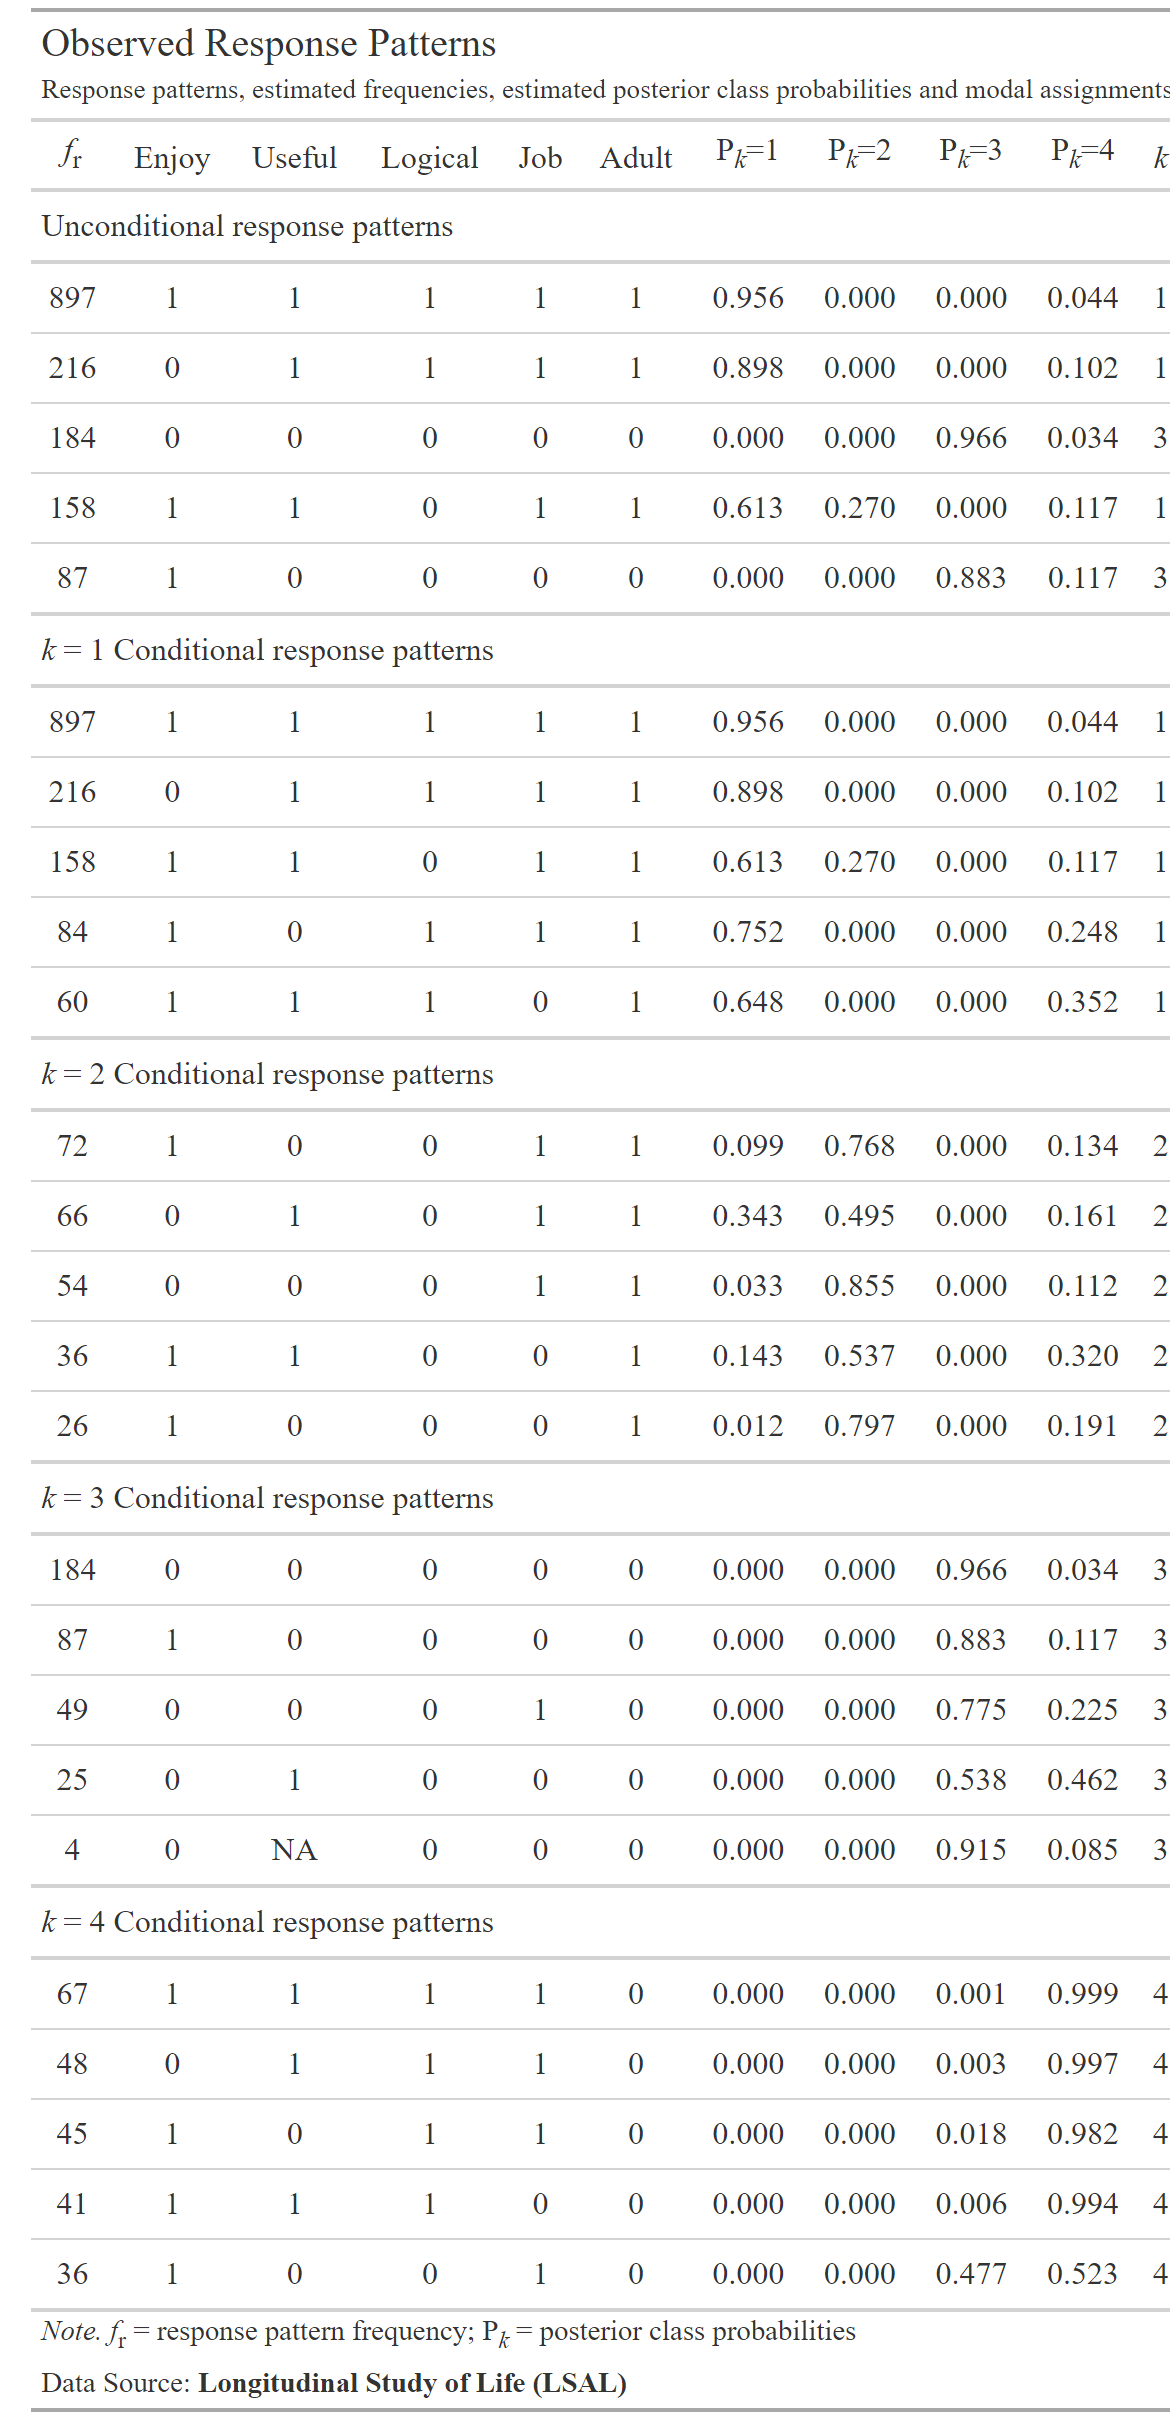 Observed Response Patterns
Response patterns, estimated frequencies, estimated posterior class probabilities and modal assignments
fr Enjoy Useful Logical Job Adult Pk=1 Pk=2 Pk=3 Pk=4 k
Unconditional response patterns
897 1 1 1 1 1 0.956 0.000 0.000 0.044 1
216 0 1 1 1 1 0.898 0.000 0.000 0.102 1
184 0 0 0 0 0 0.000 0.000 0.966 0.034 3
158 1 1 0 1 1 0.613 0.270 0.000 0.117 1
87 1 0 0 0 0 0.000 0.000 0.883 0.117 3
k = 1 Conditional response patterns
897 1 1 1 1 1 0.956 0.000 0.000 0.044 1
216 0 1 1 1 1 0.898 0.000 0.000 0.102 1
158 1 1 0 1 1 0.613 0.270 0.000 0.117 1
84 1 0 1 1 1 0.752 0.000 0.000 0.248 1
60 1 1 1 0 1 0.648 0.000 0.000 0.352 1
k = 2 Conditional response patterns
72 1 0 0 1 1 0.099 0.768 0.000 0.134 2
66 0 1 0 1 1 0.343 0.495 0.000 0.161 2
54 0 0 0 1 1 0.033 0.855 0.000 0.112 2
36 1 1 0 0 1 0.143 0.537 0.000 0.320 2
26 1 0 0 0 1 0.012 0.797 0.000 0.191 2
k = 3 Conditional response patterns
184 0 0 0 0 0 0.000 0.000 0.966 0.034 3
87 1 0 0 0 0 0.000 0.000 0.883 0.117 3
49 0 0 0 1 0 0.000 0.000 0.775 0.225 3
25 0 1 0 0 0 0.000 0.000 0.538 0.462 3
4 0 NA 0 0 0 0.000 0.000 0.915 0.085 3
k = 4 Conditional response patterns
67 1 1 1 1 0 0.000 0.000 0.001 0.999 4
48 0 1 1 1 0 0.000 0.000 0.003 0.997 4
45 1 0 1 1 0 0.000 0.000 0.018 0.982 4
41 1 1 1 0 0 0.000 0.000 0.006 0.994 4
36 1 0 0 1 0 0.000 0.000 0.477 0.523 4
Note. fr = response pattern frequency; Pk = posterior class probabilities
Data Source: Longitudinal Study of Life (LSAL)